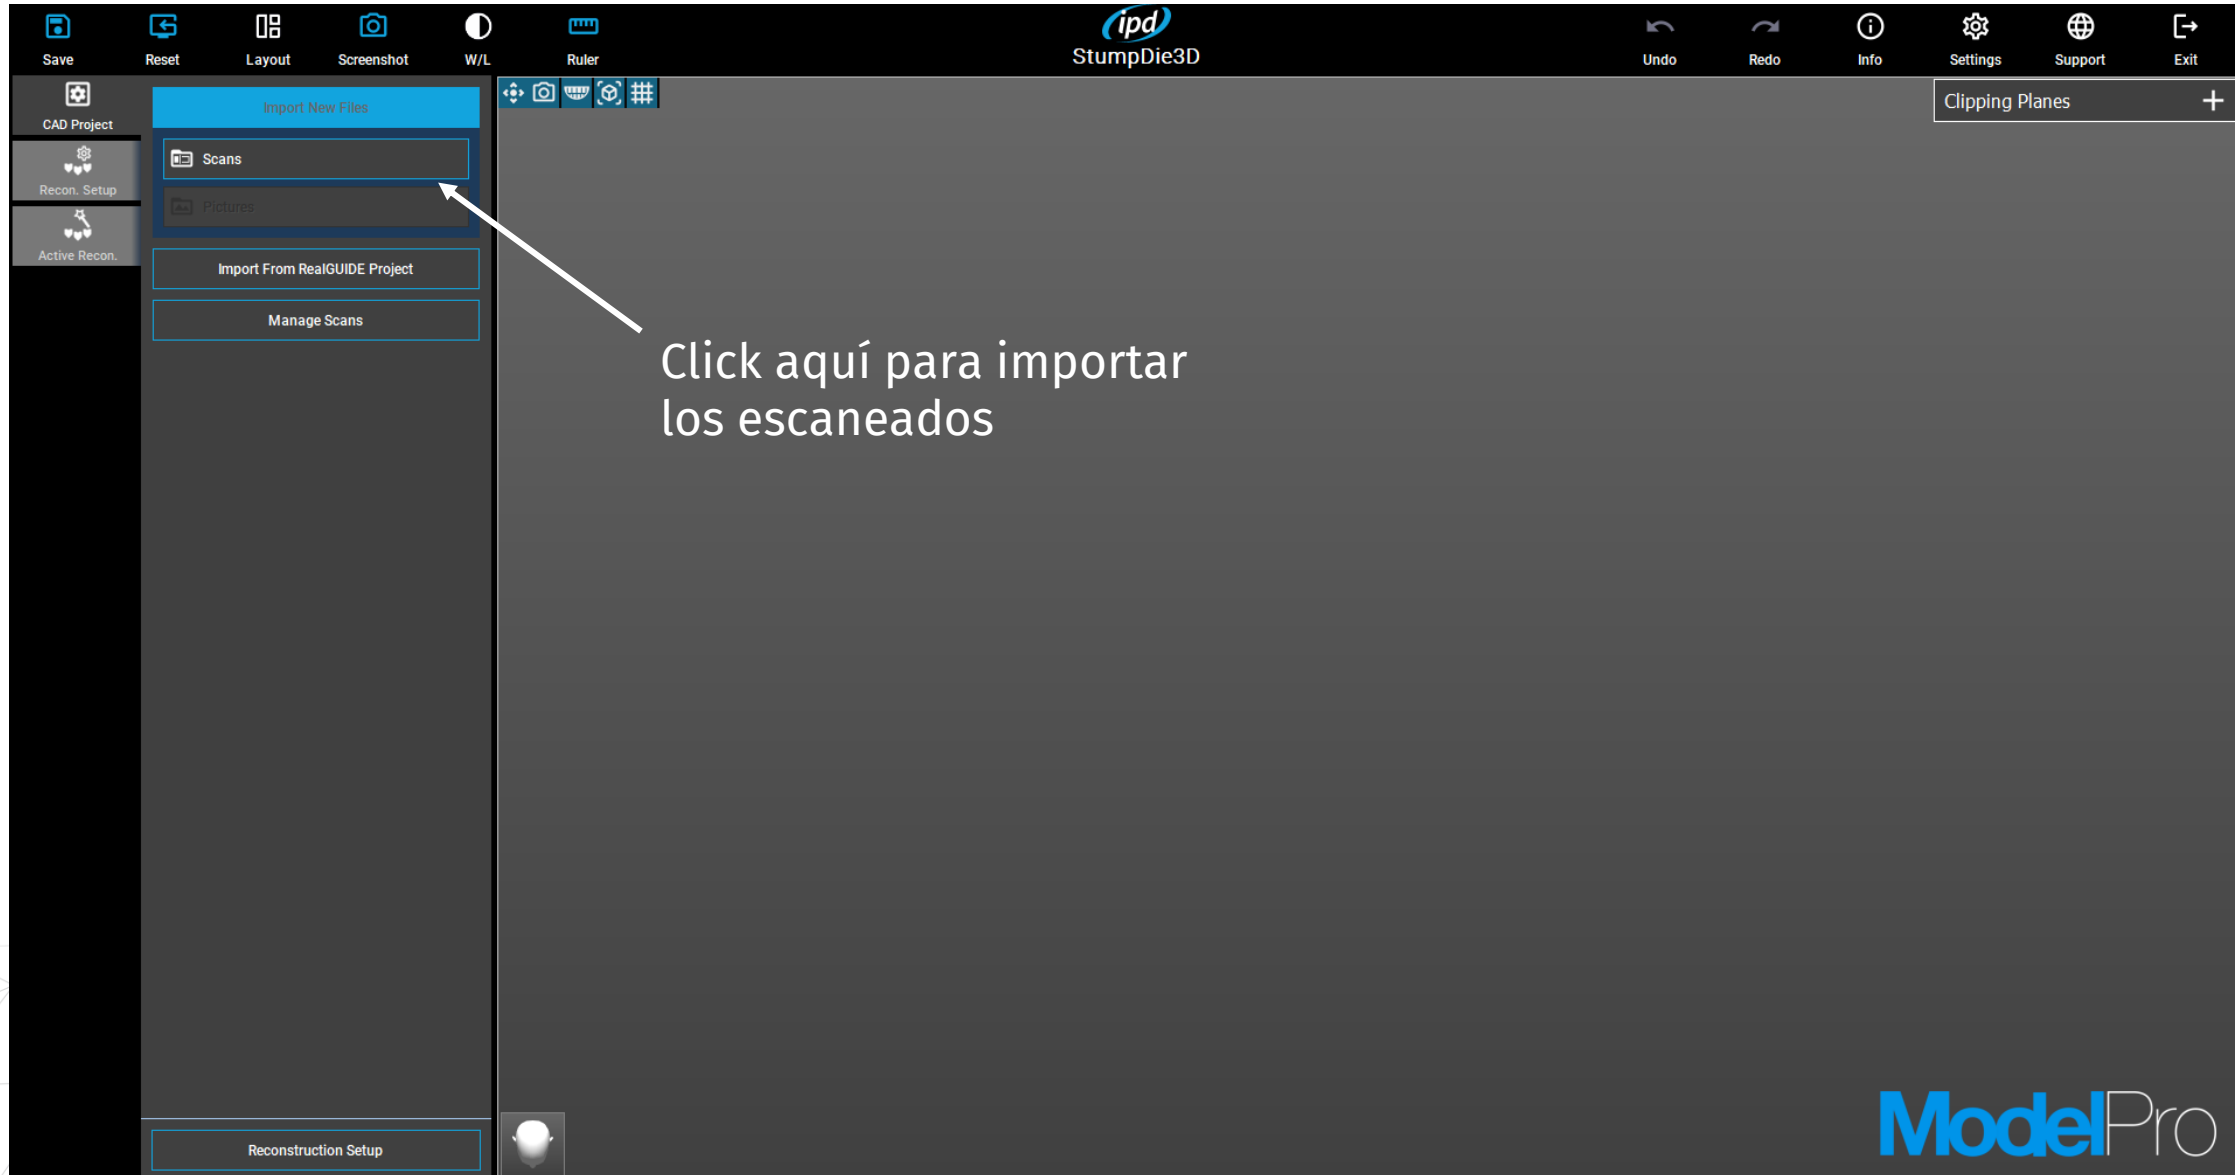 Save
Reset
Layout
Screenshot
W/L
Ruler
ipd
StumpDie3D
Undo
Redo
Info
Settings
Support
Exit
CAD Project
Recon. Setup
Active Recon.
Import New Files
Scans
Pictures
Import From RealGUIDE Project
Manage Scans
Clipping Planes
Click aquí para importar
los escaneados
Reconstruction Setup
ModelPro